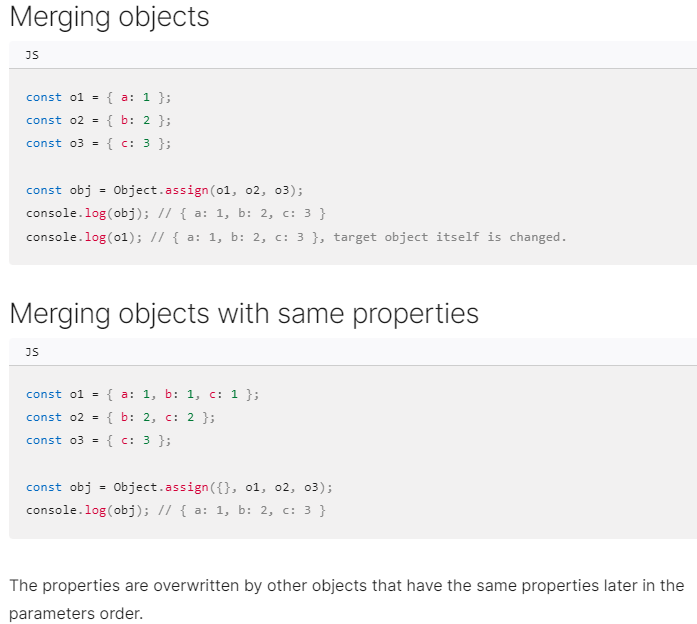 Merging objects
JS
const o1 = { a: 1 };
const o2 = { b: 2 };
const o3 = { c: 3 };
const obj = Object.assign(o1, o2, o3);
console.log(obj); // { a: 1, b: 2, c: 3 }
console.log(o1); // { a: 1, b: 2, c: 3 }, target object itself is changed.
Merging objects with same properties
JS
const o1 = { a: 1, b: 1, c: 1 };
const o2 = { b: 2, c: 2 };
const o3 = { c: 3 };
const obj = Object.assign({}, o1, o2, o3);
console.log(obj); // { a: 1, b: 2, c: 3 }
The properties are overwritten by other objects that have the same properties later in the
parameters order.